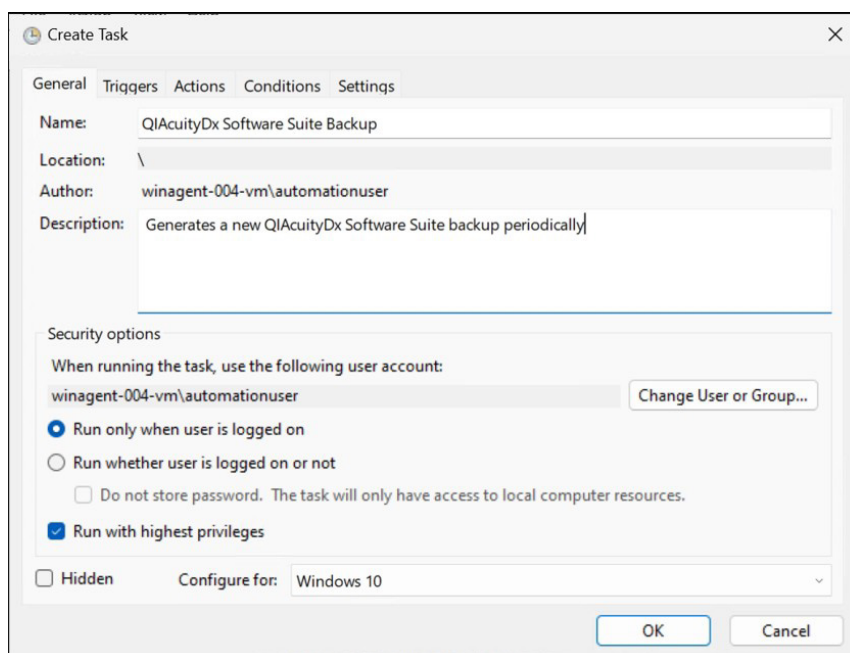 Create Task
General Triggers Actions Conditions Settings
Name: QIAcuityDx Software Suite Backup
Location: \
Author: winagent-004-vm\automationuser
Description: Generates a new QIAcuityDx Software Suite backup periodically
Security options
When running the task, use the following user account:
winagent-004-vm\automationuser Change User or Group...
Run only when user is logged on
Run whether user is logged on or not
Do not store password. The task will only have access to local computer resources.
Run with highest privileges
Hidden Configure for: Windows 10
OK Cancel